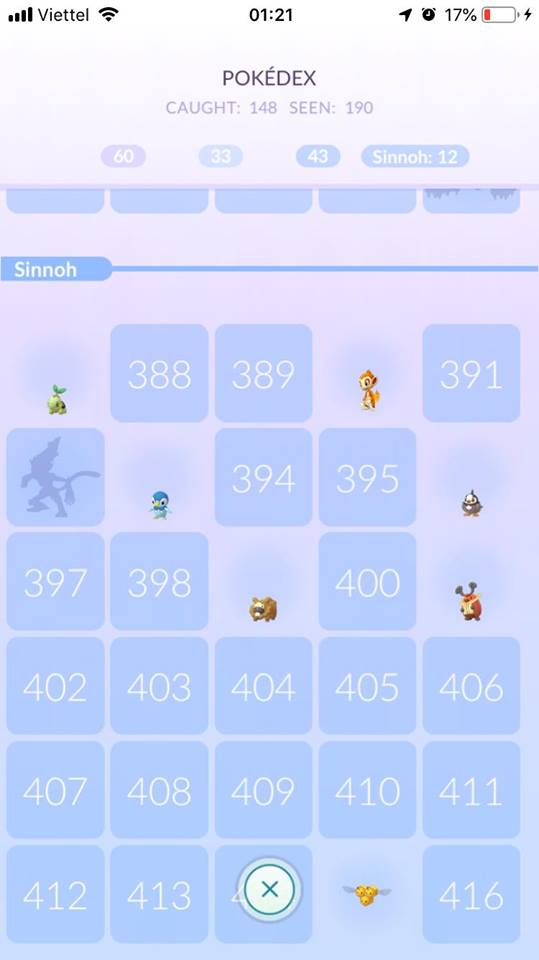 Viettel 01:21 17%
POKÉDEX
CAUGHT: 148 SEEN: 190
60 33 43 Sinnoh: 12
Sinnoh
388 389 391
394 395
397 398 400
402 403 404 405 406
407 408 409 410 411
412 413 416